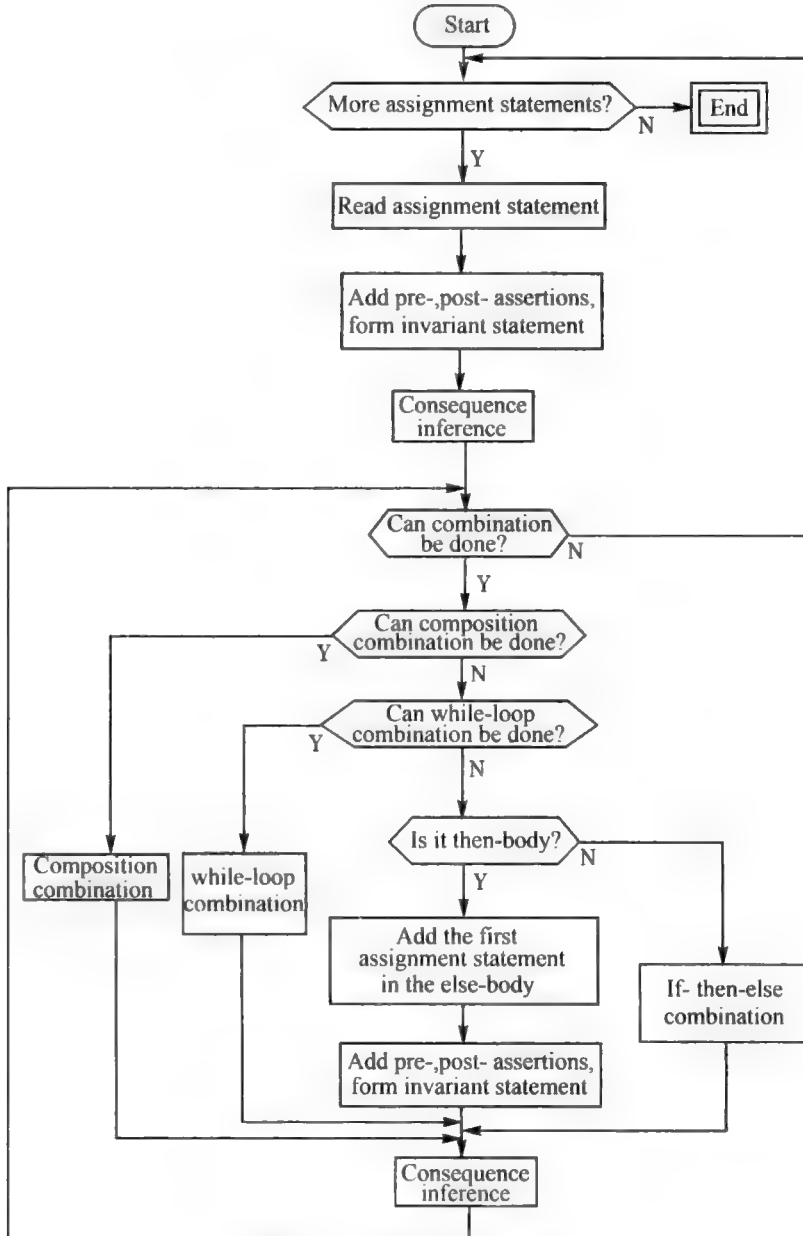 Start
More assignment statements?
N
End
Y
Read assignment statement
Add pre-,post- assertions,
form invariant statement
Consequence
inference
Can combination
be done?
N
Y
Can composition
combination be done?
Y
N
Can while-loop
combination be done?
Y
N
Is it then-body?
N
Y
Composition
combination
while-loop
combination
Add the first
assignment statement
in the else-body
If- then-else
combination
Add pre-,post- assertions,
form invariant statement
Consequence
inference